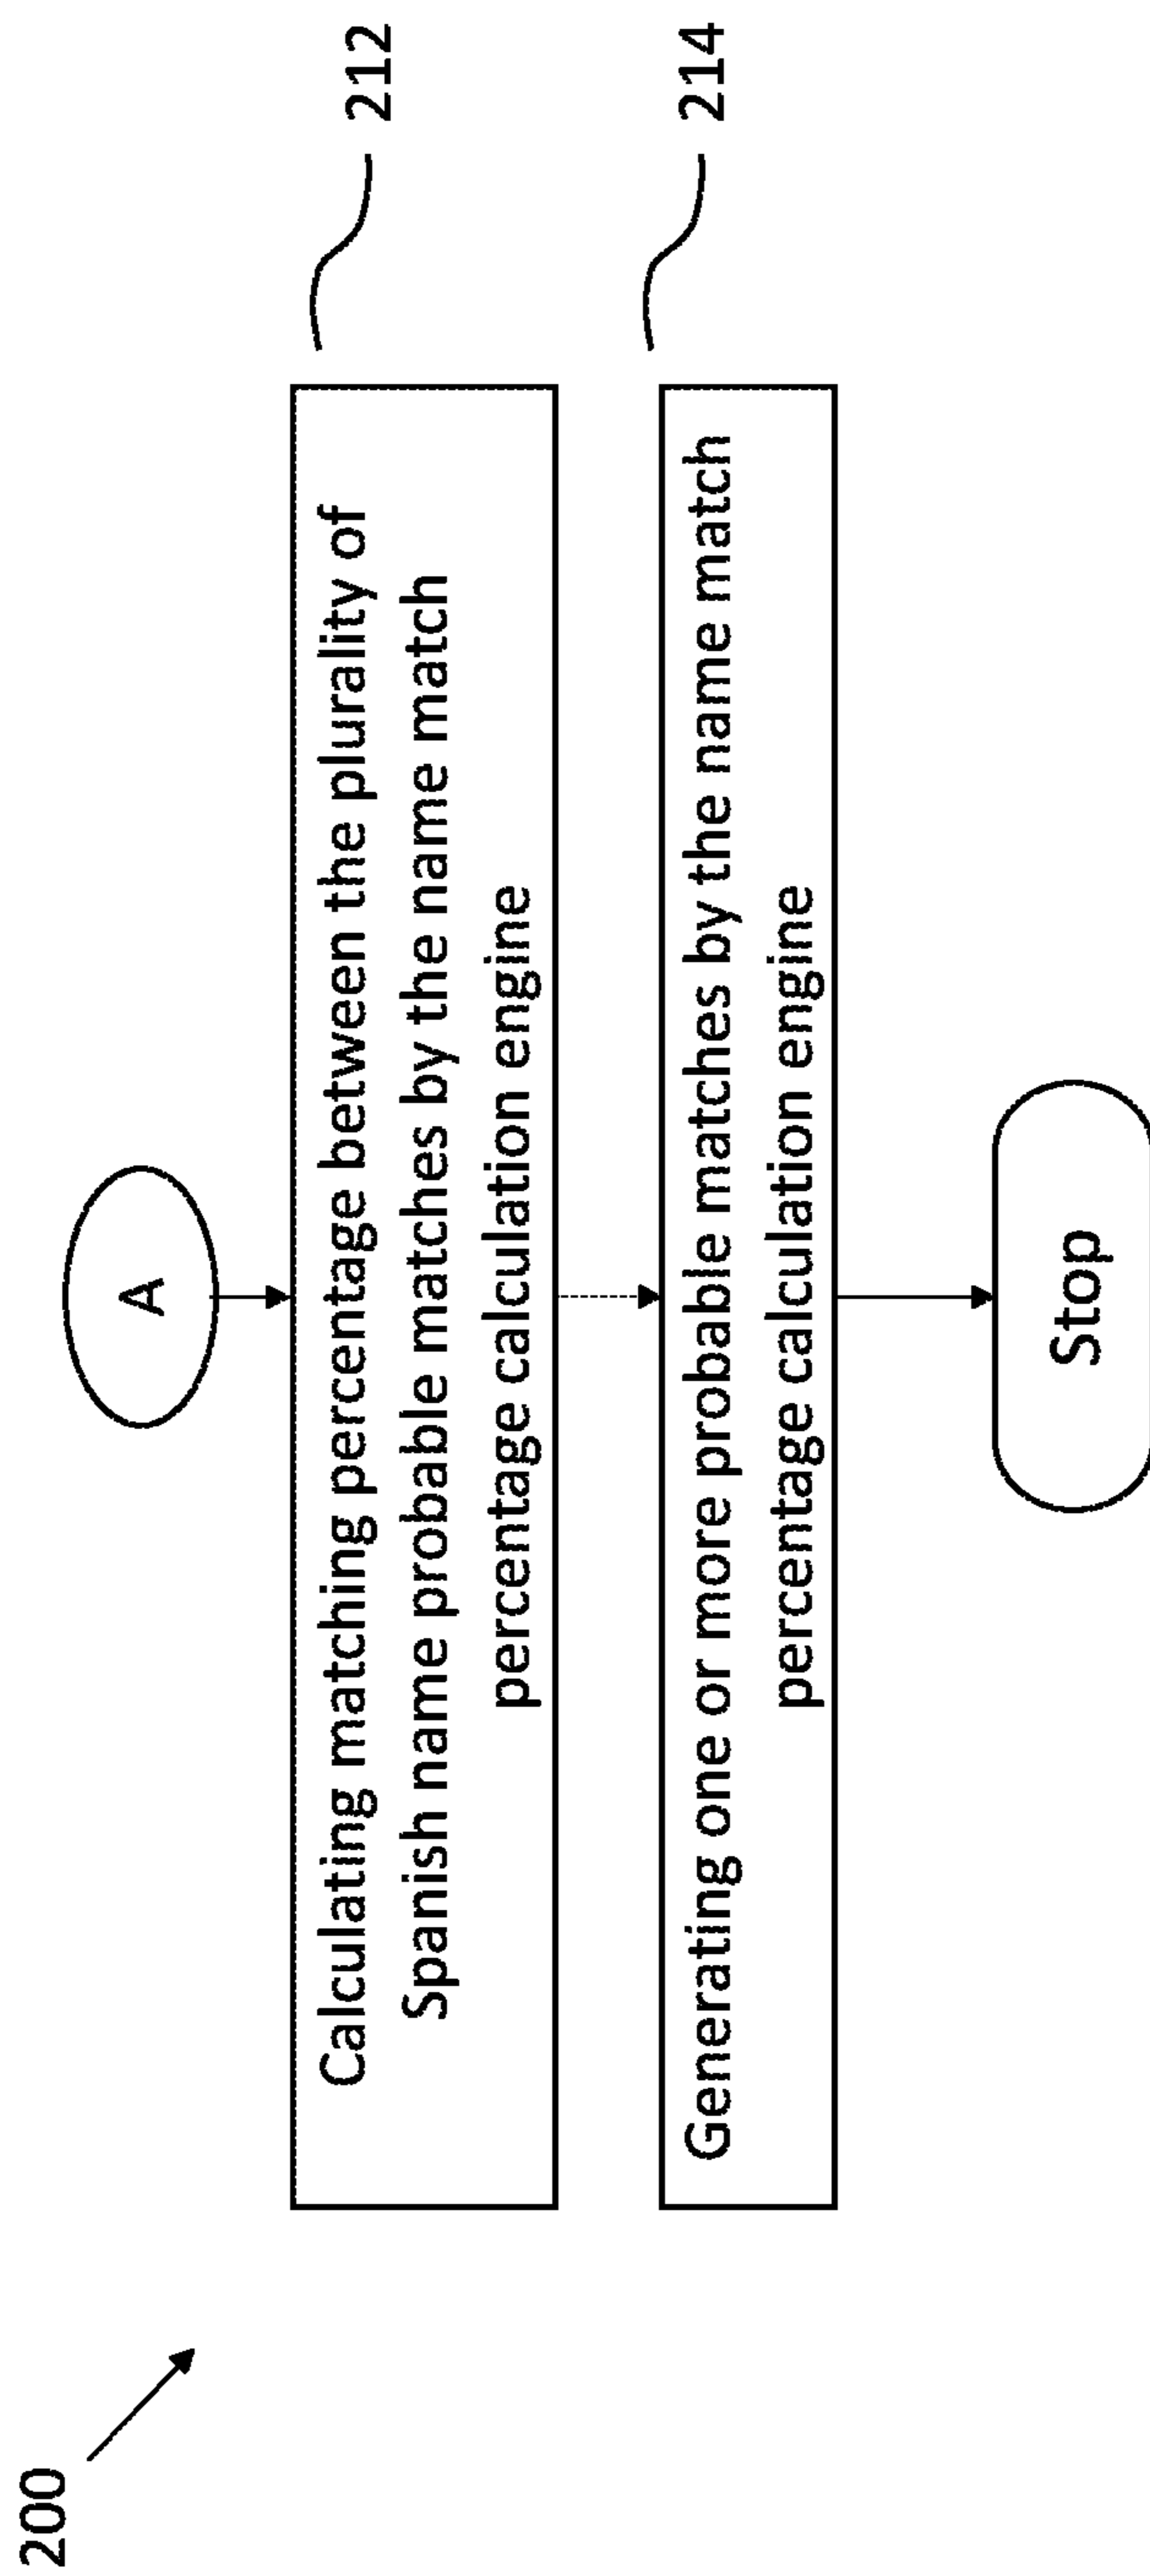 200
A
Calculating matching percentage between the plurality of
Spanish name probable matches by the name match
percentage calculation engine
212
Generating one or more probable matches by the name match
percentage calculation engine
214
Stop